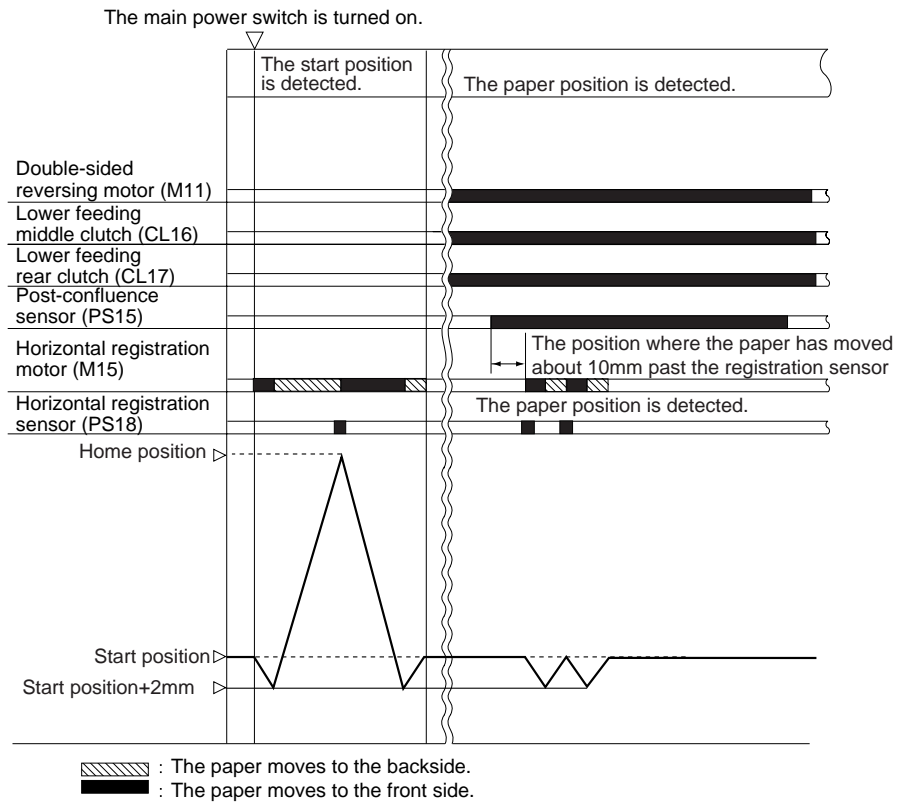 The main power switch is turned on.
The start position
is detected.
The paper position is detected.
Double-sided
reversing motor (M11)
Lower feeding
middle clutch (CL16)
Lower feeding
rear clutch (CL17)
Post-confluence
sensor (PS15)
The position where the paper has moved
about 10mm past the registration sensor
Horizontal registration
motor (M15)
The paper position is detected.
Horizontal registration
sensor (PS18)
Home position
Start position
Start position+2mm
: The paper moves to the backside.
: The paper moves to the front side.